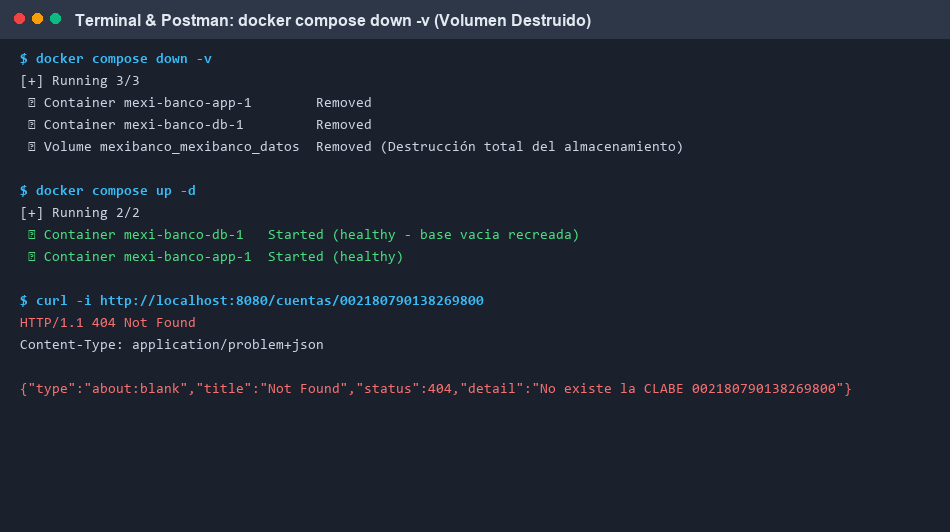 Terminal & Postman: docker compose down -v (Volumen Destruido)
$ docker compose down -v
[+] Running 3/3
Container mexi-banco-app-1 Removed
Container mexi-banco-db-1 Removed
Volume mexibanco_mexibanco_datos Removed (Destrucción total del almacenamiento)
$ docker compose up -d
[+] Running 2/2
Container mexi-banco-db-1 Started (healthy - base vacia recreada)
Container mexi-banco-app-1 Started (healthy)
$ curl -i http://localhost:8080/cuentas/002180790138269800
HTTP/1.1 404 Not Found
Content-Type: application/problem+json
{"type":"about:blank","title":"Not Found","status":404,"detail":"No existe la CLABE 002180790138269800"}